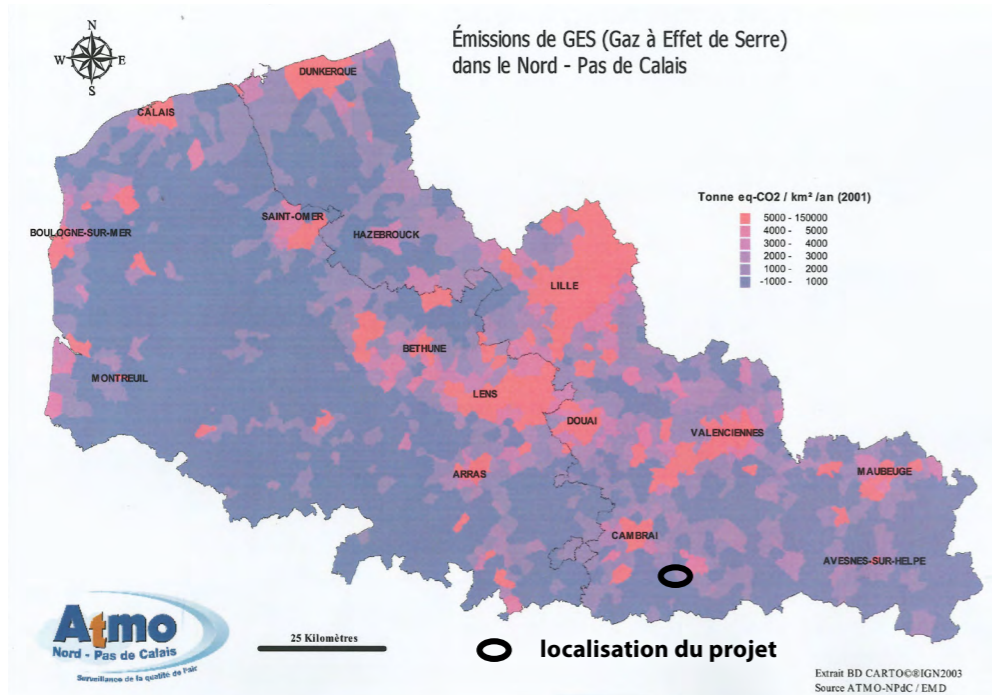 Émissions de GES (Gaz à Effet de Serre)
dans le Nord - Pas de Calais
N
W E
S
DUNKERQUE
CALAIS
Tonne eq-CO2 / km² /an (2001)
5000 - 150000
4000 - 5000
3000 - 4000
2000 - 3000
1000 - 2000
-1000 - 1000
SAINT-OMER
BOULOGNE-SUR-MER
HAZEBROUCK
LILLE
BETHUNE
MONTREUIL
LENS
DOUAI
VALENCIENNES
ARRAS
MAUBEUGE
CAMBRAI
AVESNES-SUR-HELPE
Atmo
Nord - Pas de Calais
Surveillance de la qualité de l'air
25 Kilomètres
localisation du projet
Extrait BD CARTO©®IGN2003
Source ATMO-NPdC / EMD